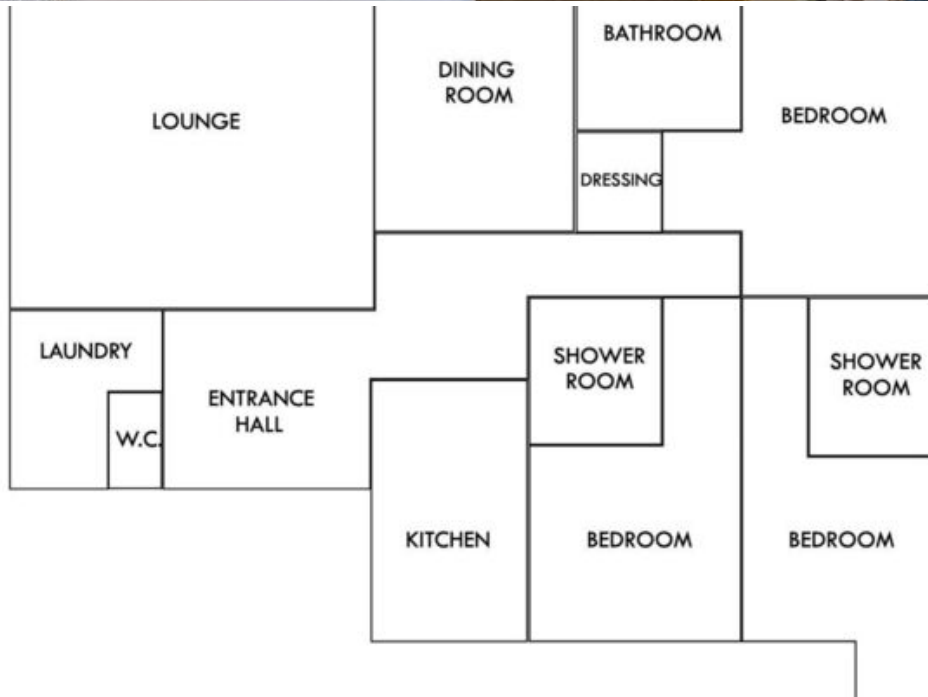 BATHROOM
DINING
ROOM
BEDROOM
LOUNGE
DRESSING
LAUNDRY
SHOWER
ROOM
SHOWER
ROOM
ENTRANCE
HALL
W.C.
KITCHEN
BEDROOM
BEDROOM